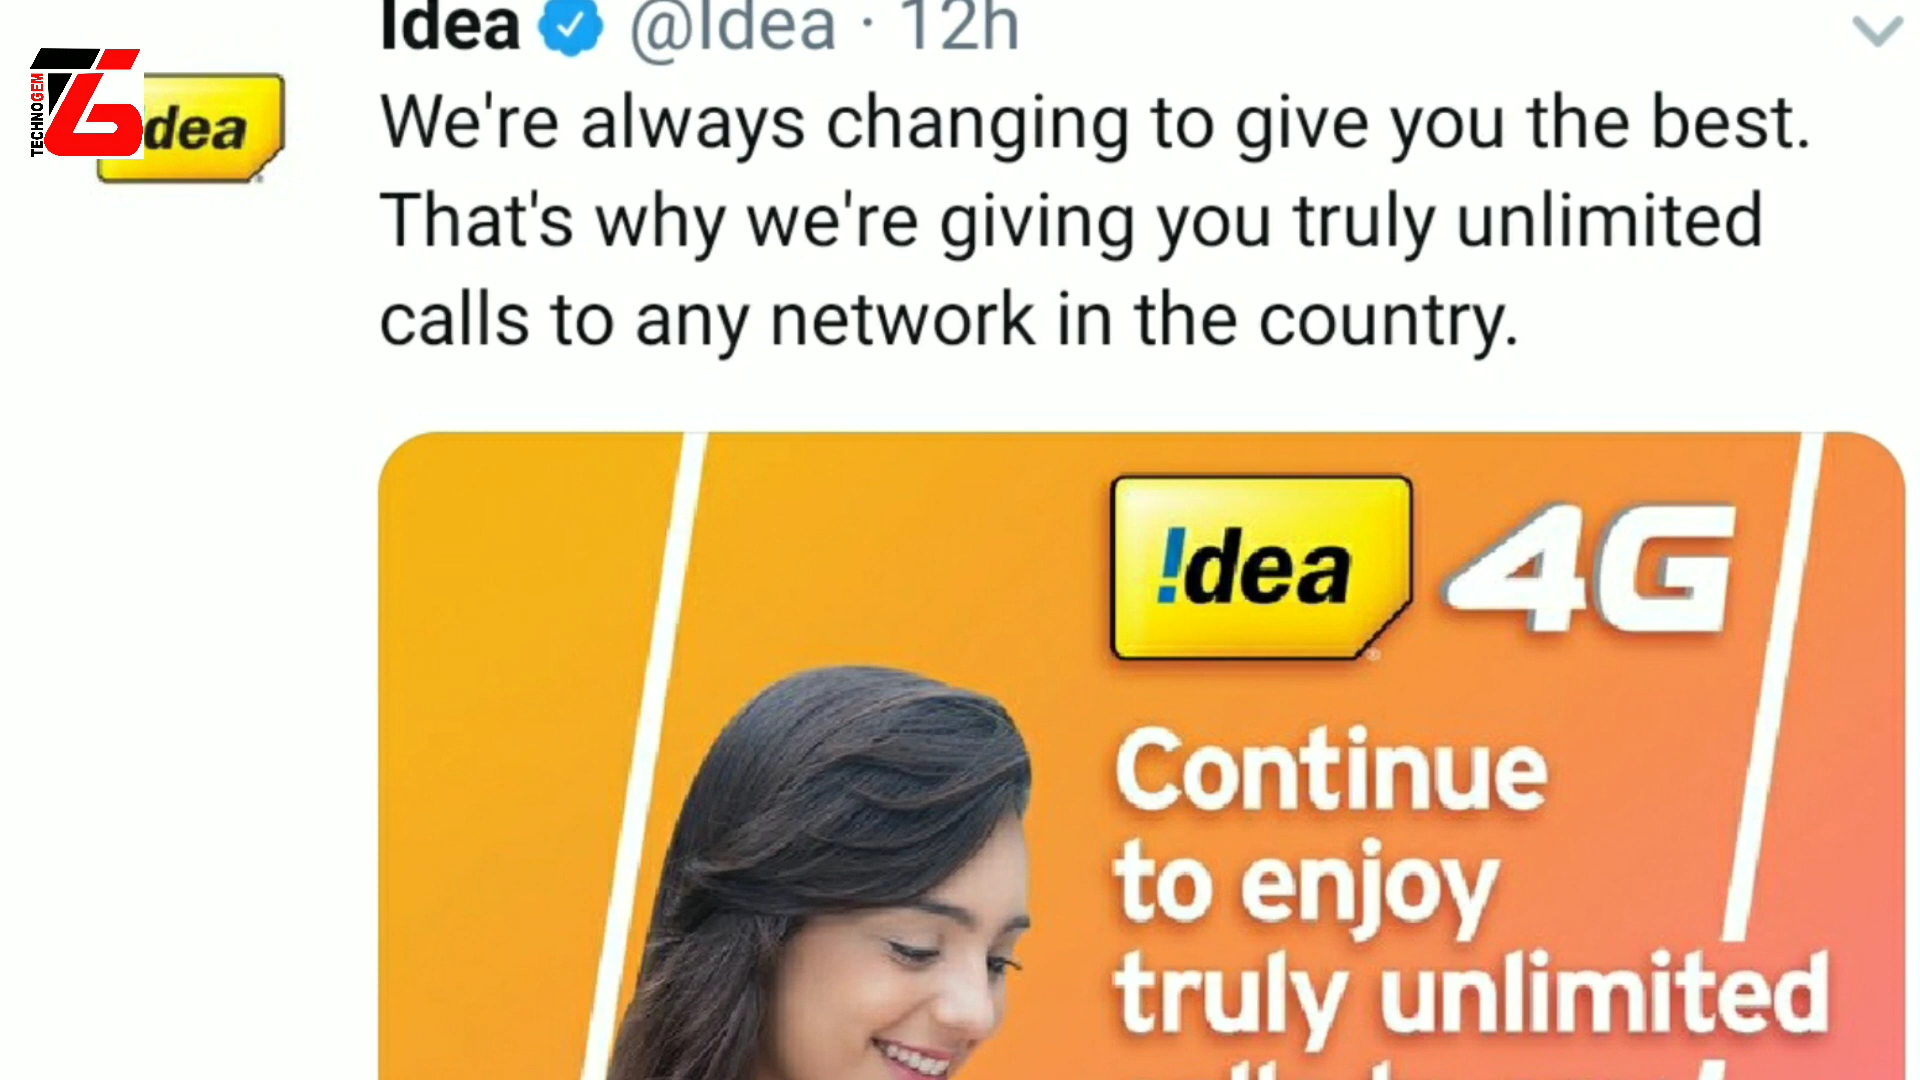 Idea @Idea · 12h
TECHNOGEM
TG
dea
We're always changing to give you the best.
That's why we're giving you truly unlimited
calls to any network in the country.
!dea 4G
Continue
to enjoy
truly unlimited